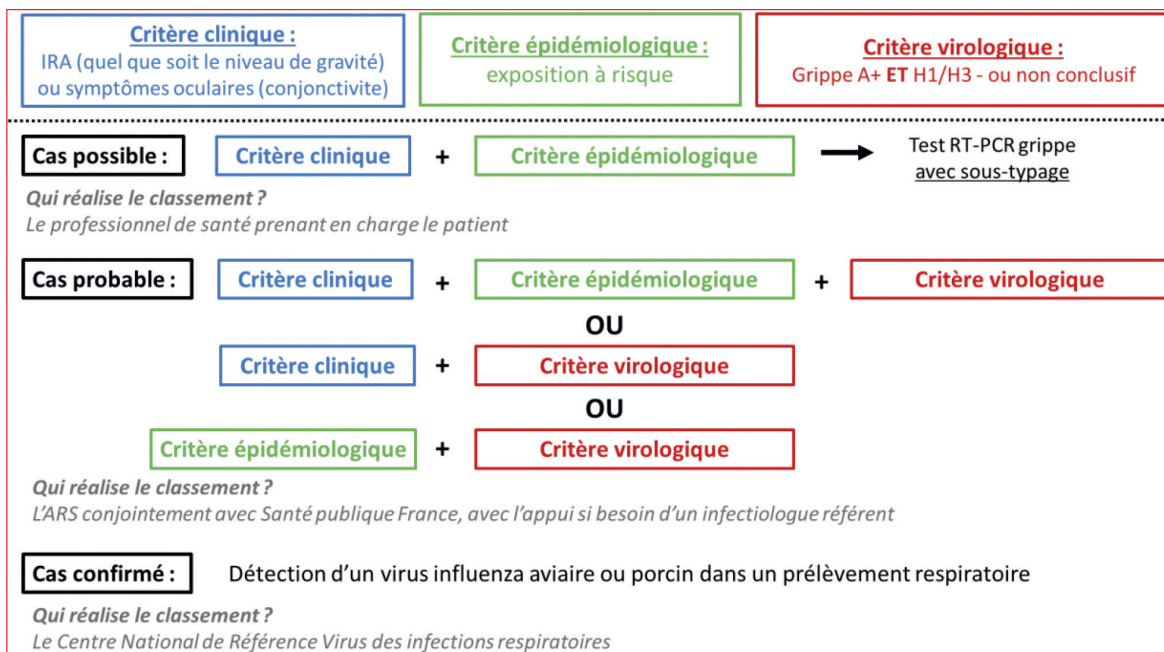 Critère clinique :
IRA (quel que soit le niveau de gravité)
ou symptômes oculaires (conjonctivite)
Critère épidémiologique :
exposition à risque
Critère virologique :
Grippe A+ ET H1/H3 - ou non conclusif
Cas possible :
Critère clinique
+
Critère épidémiologique
Test RT-PCR grippe
avec sous-typage
Qui réalise le classement ?
Le professionnel de santé prenant en charge le patient
Cas probable :
Critère clinique
+
Critère épidémiologique
+
Critère virologique
OU
Critère clinique
+
Critère virologique
OU
Critère épidémiologique
+
Critère virologique
Qui réalise le classement ?
L'ARS conjointement avec Santé publique France, avec l'appui si besoin d'un infectiologue référent
Cas confirmé :
Détection d'un virus influenza aviaire ou porcin dans un prélèvement respiratoire
Qui réalise le classement ?
Le Centre National de Référence Virus des infections respiratoires